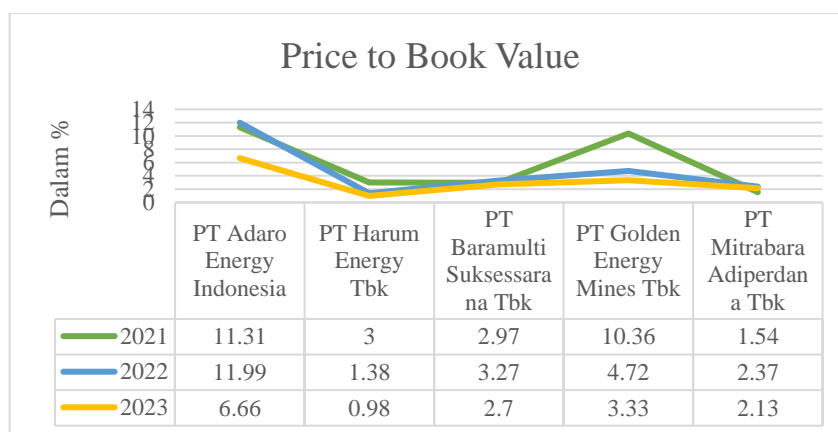 Price to Book Value
Dalam %
14
12
10
8
6
4
2
0
PT Adaro
Energy
Indonesia
PT Harum
Energy
Tbk
PT
Baramulti
Suksessara
na Tbk
PT Golden
Energy
Mines Tbk
PT
Mitrabara
Adiperdan
a Tbk
2021 11.31 3 2.97 10.36 1.54
2022 11.99 1.38 3.27 4.72 2.37
2023 6.66 0.98 2.7 3.33 2.13